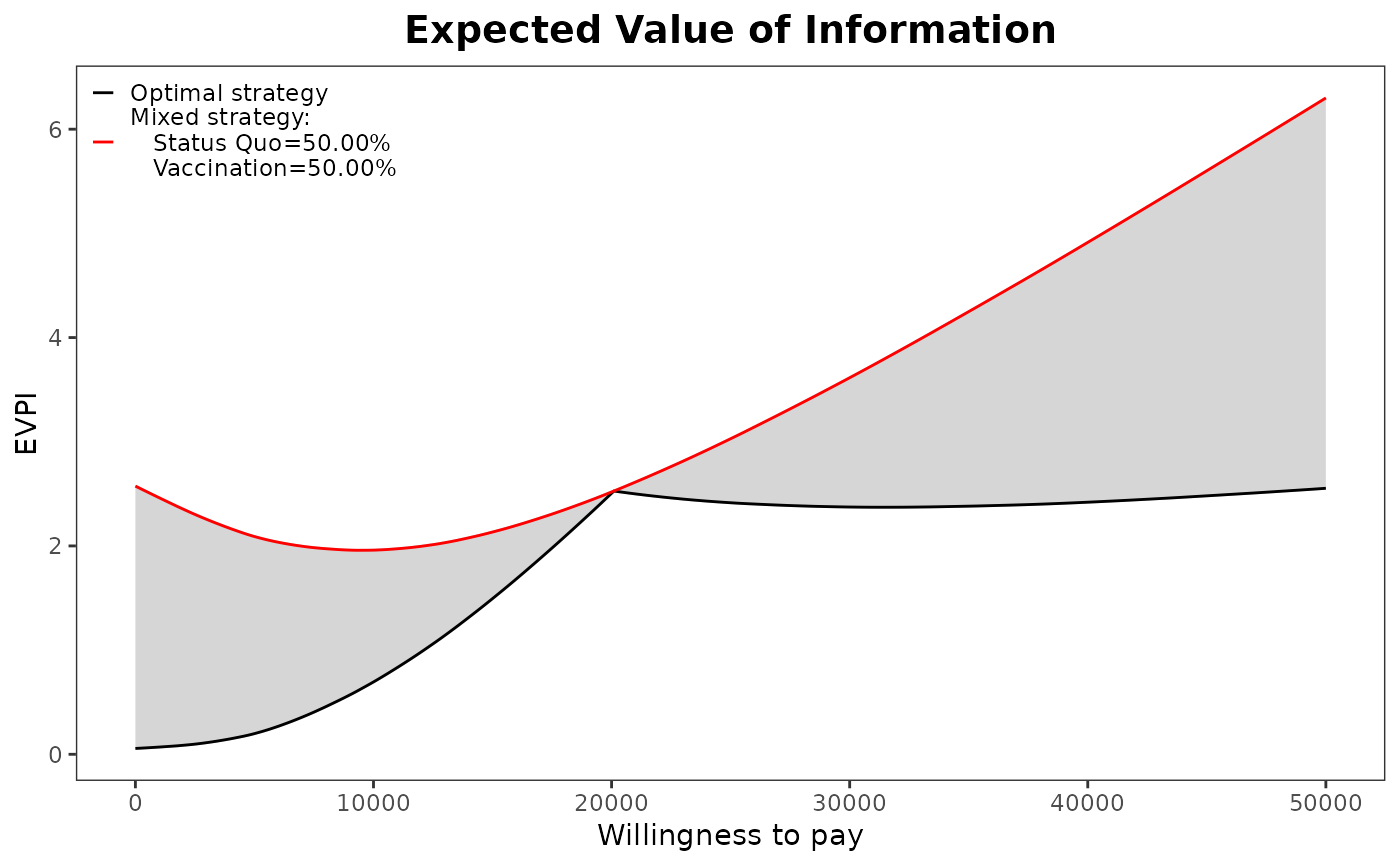 Expected Value of Information
Optimal strategy
Mixed strategy:
Status Quo=50.00%
Vaccination=50.00%
6
4
2
0
EVPI
0 10000 20000 30000 40000 50000
Willingness to pay